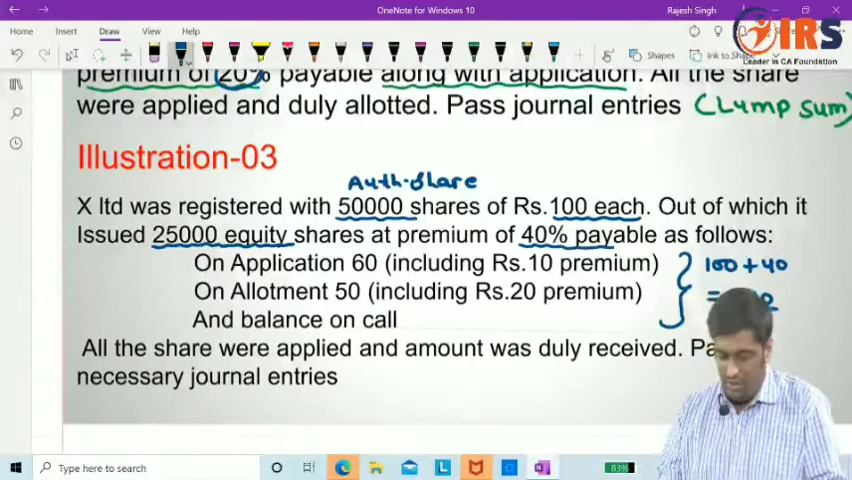 OneNote for Windows 10
Rajesh Singh
Home Insert Draw View Help
Shapes Ink to Shape
IRS
Leader in CA Foundation
premium of 20% payable along with application. All the share
were applied and duly allotted. Pass journal entries (Lump sum)
Illustration-03
Auth. Share
X ltd was registered with 50000 shares of Rs.100 each. Out of which it
Issued 25000 equity shares at premium of 40% payable as follows:
On Application 60 (including Rs.10 premium) 100 + 40
On Allotment 50 (including Rs.20 premium) =
And balance on call
All the share were applied and amount was duly received.
necessary journal entries
Type here to search
83%